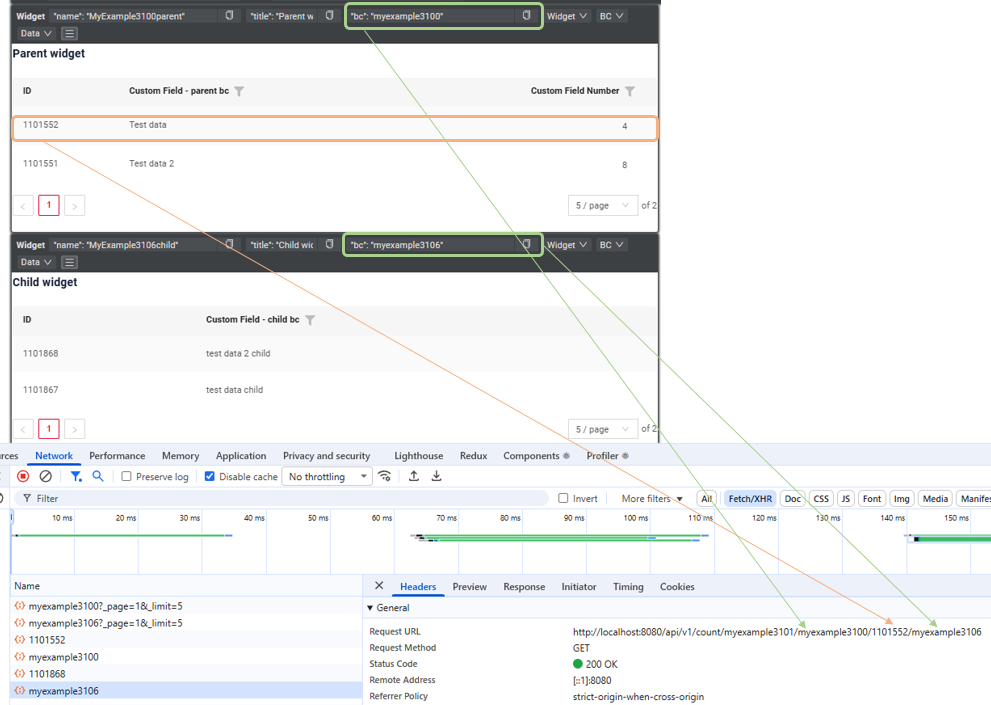 Widget "name": "MyExample3100parent" "title": "Parent w "bc": "myexample3100" Widget BC
Data
Parent widget
ID Custom Field - parent bc Custom Field Number
1101552 Test data 4
1101551 Test data 2 8
< 1 > 5 / page of 2
Widget "name": "MyExample3106child" "title": "Child wic "bc": "myexample3106" Widget BC
Data
Child widget
ID Custom Field - child bc
1101868 test data 2 child
1101867 test data child
< 1 > 5 / page of 2
rces Network Performance Memory Application Privacy and security Lighthouse Redux Components Profiler
Preserve log Disable cache No throttling
Filter Invert More filters All Fetch/XHR Doc CSS JS Font Img Media Manifes
10 ms 20 ms 30 ms 40 ms 50 ms 60 ms 70 ms 80 ms 90 ms 100 ms 110 ms 120 ms 130 ms 140 ms 150 ms
Name Headers Preview Response Initiator Timing Cookies
myexample3100?_page=1&_limit=5 General
myexample3106?_page=1&_limit=5
1101552 Request URL http://localhost:8080/api/v1/count/myexample3101/myexample3100/1101552/myexample3106
myexample3100 Request Method GET
Status Code 200 OK
1101868 Remote Address [::1]:8080
myexample3106 Referrer Policy strict-origin-when-cross-origin